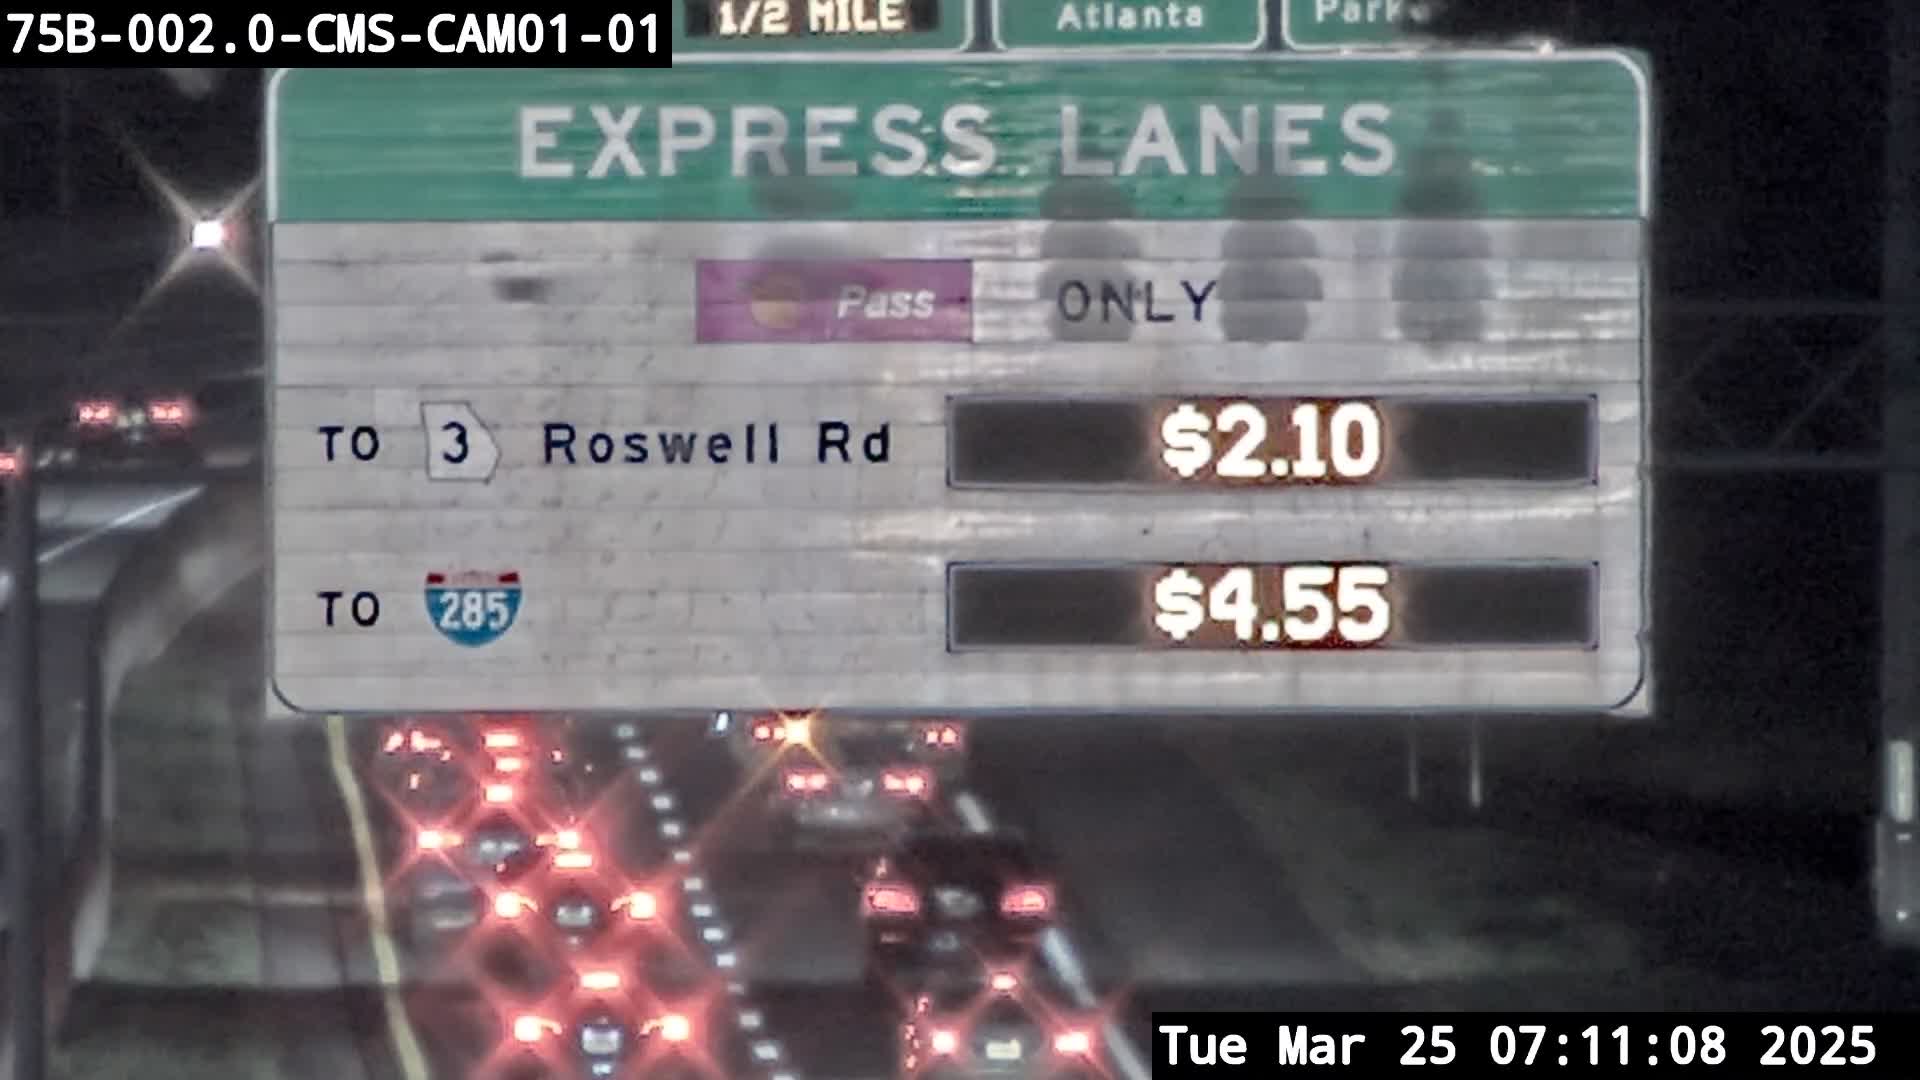 75B-002.0-CMS-CAM01-01
1/2 MILE
Atlanta
EXPRESS LANES
Pass ONLY
TO 3 Roswell Rd $2.10
TO 285 $4.55
Tue Mar 25 07:11:08 2025